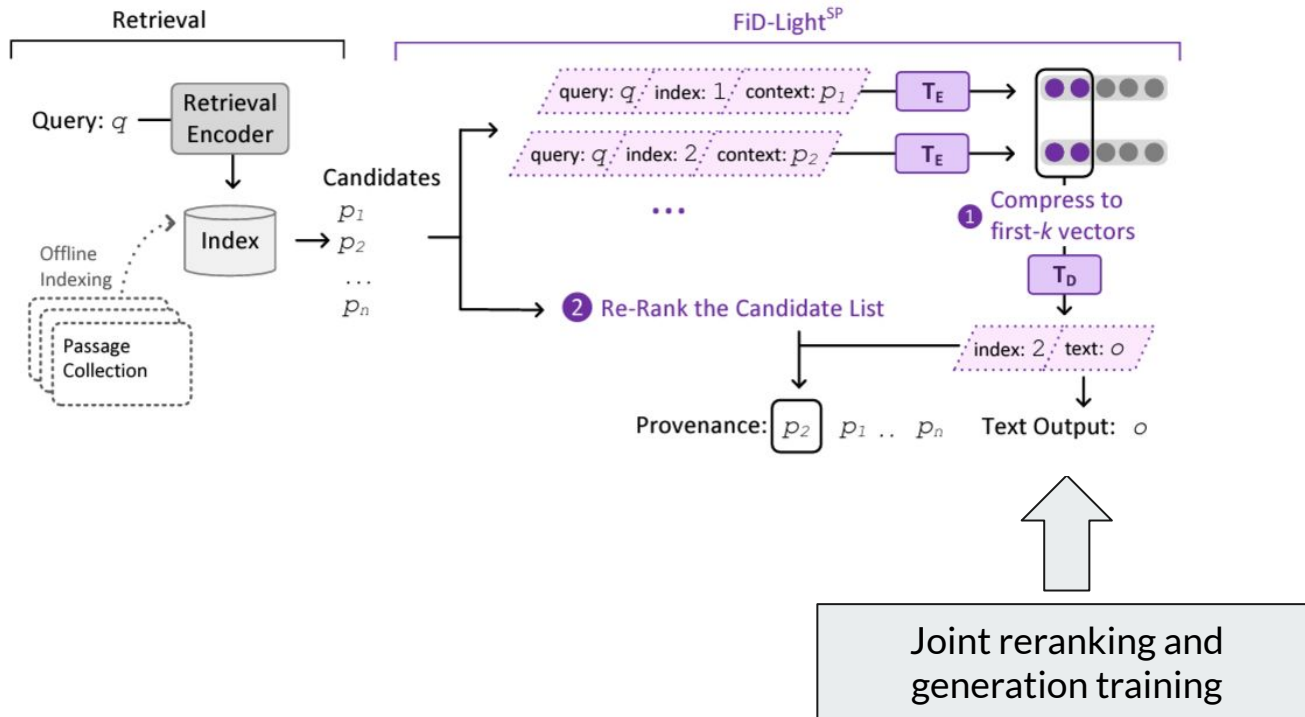 Retrieval
FiD-Light^SP
Query: q
Retrieval
Encoder
Index
Offline
Indexing
Passage
Collection
Candidates
p₁
p₂
...
pₙ
query: q index: 1 context: p₁
T_E
query: q index: 2 context: p₂
T_E
...
1 Compress to
first-k vectors
T_D
2 Re-Rank the Candidate List
index: 2 text: o
Provenance: p₂ p₁ .. pₙ Text Output: o
Joint reranking and
generation training